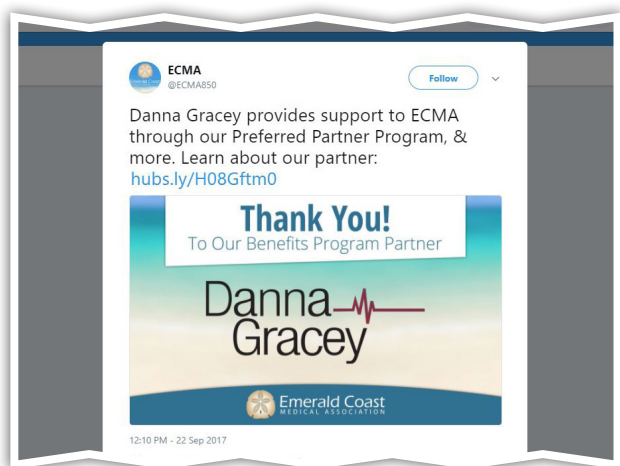 ECMA
@ECMA850
Follow
Danna Gracey provides support to ECMA
through our Preferred Partner Program, &
more. Learn about our partner:
hubs.ly/H08Gftm0
Thank You!
To Our Benefits Program Partner
Danna
Gracey
Emerald Coast
MEDICAL ASSOCIATION
12:10 PM - 22 Sep 2017